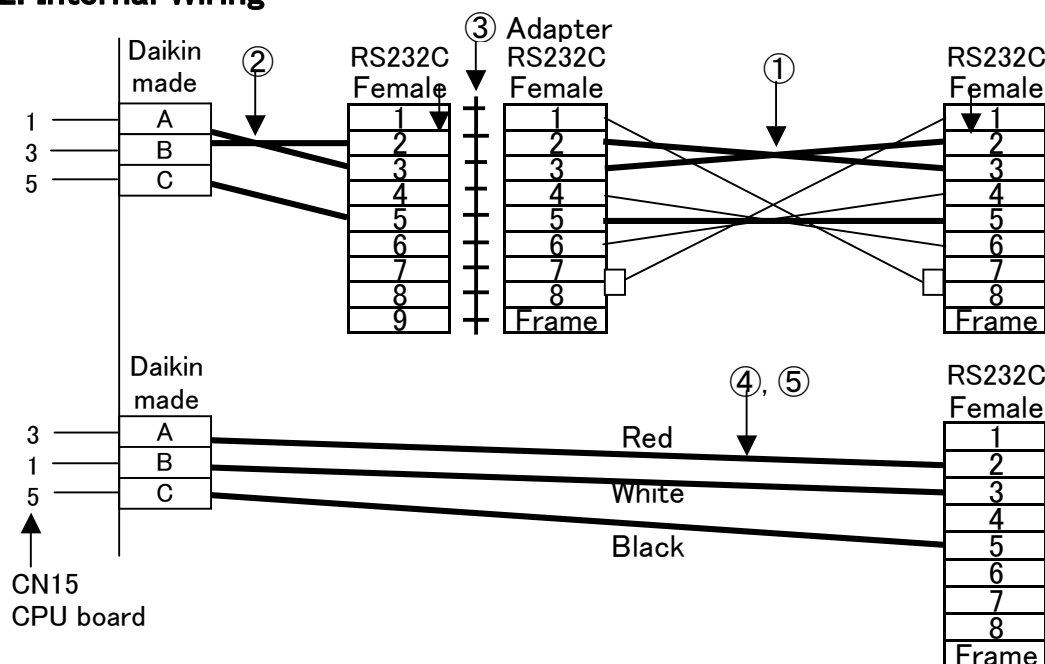 2. Internal Wiring
③ Adapter
Daikin
made
②
RS232C
Female
RS232C
Female
①
RS232C
Female
1
3
5
A
B
C
1
2
3
4
5
6
7
8
9
1
2
3
4
5
6
7
8
Frame
1
2
3
4
5
6
7
8
Frame
Daikin
made
④, ⑤
RS232C
Female
3
1
5
A
B
C
Red
White
Black
1
2
3
4
5
6
7
8
Frame
CN15
CPU board